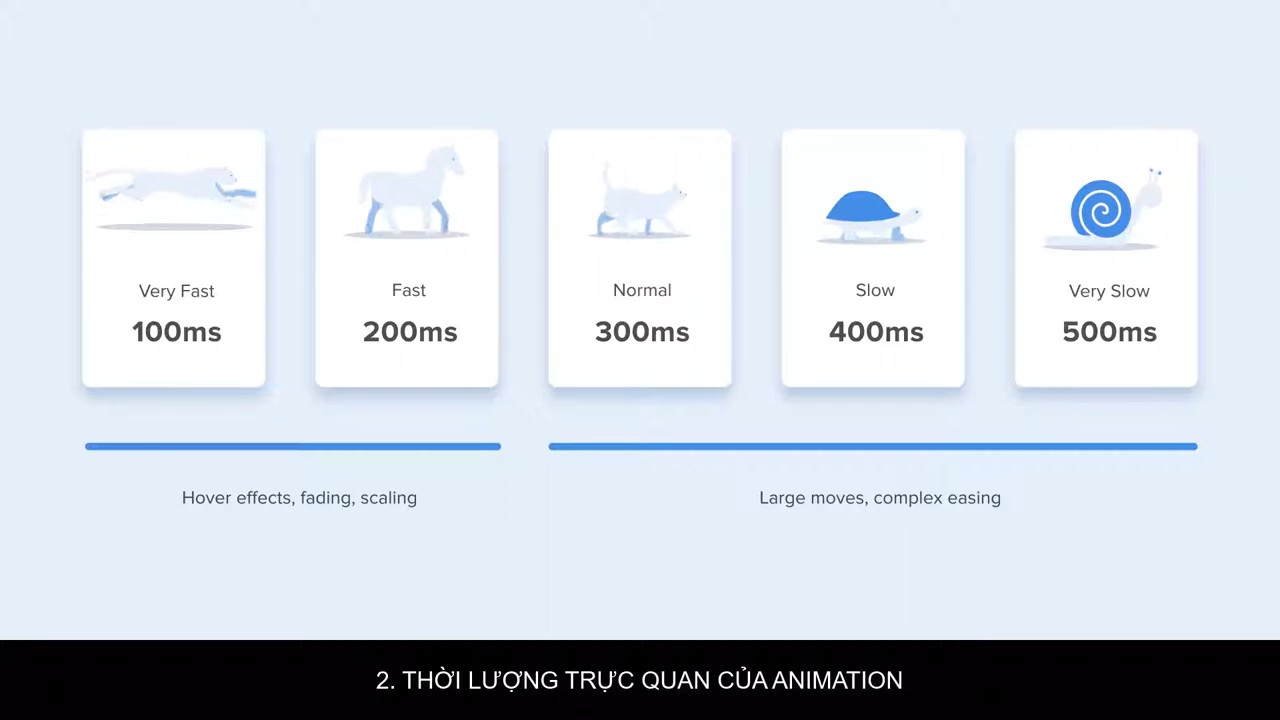 Very Fast
100ms
Fast
200ms
Normal
300ms
Slow
400ms
Very Slow
500ms
Hover effects, fading, scaling
Large moves, complex easing
2. THỜI LƯỢNG TRỰC QUAN CỦA ANIMATION